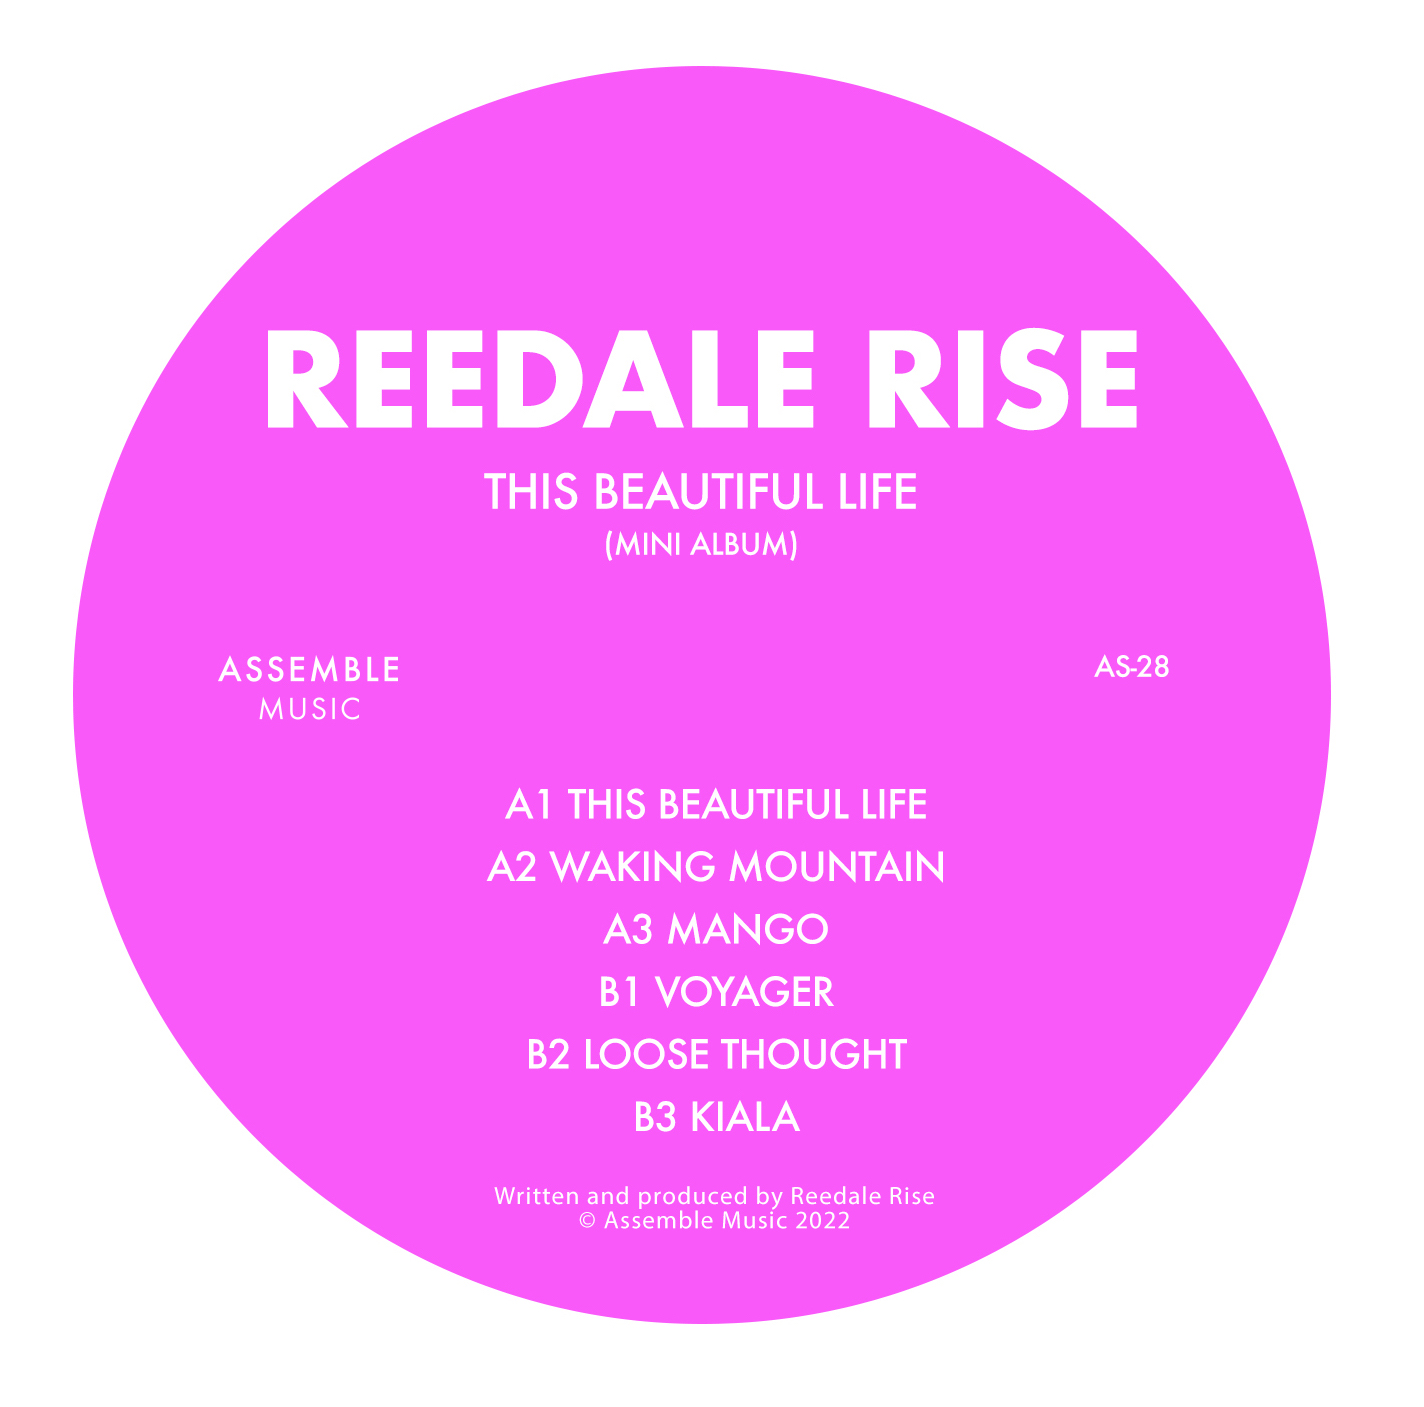 REEDALE RISE
THIS BEAUTIFUL LIFE
(MINI ALBUM)
ASSEMBLE
MUSIC
AS-28
A1 THIS BEAUTIFUL LIFE
A2 WAKING MOUNTAIN
A3 MANGO
B1 VOYAGER
B2 LOOSE THOUGHT
B3 KIALA
Written and produced by Reedale Rise
© Assemble Music 2022